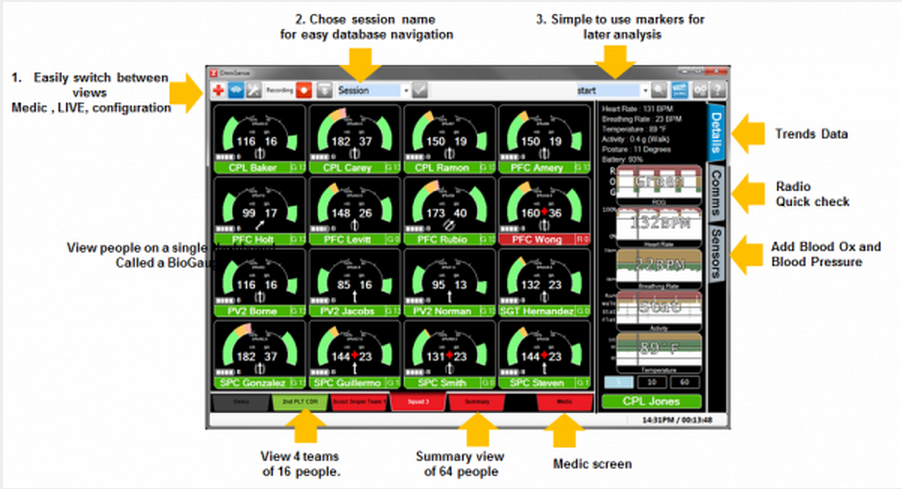 2. Chose session name
for easy database navigation
3. Simple to use markers for
later analysis
1. Easily switch between
views
Medic , LIVE, configuration
OmniSense
Recording
Session
start
116 16
CPL Baker
182 37
CPL Carey
150 19
CPL Ramon
150 19
PFC Amery
99 17
PFC Holt
148 26
PFC Levitt
173 40
PFC Rubio
160 36
PFC Wong
View people on a single
Called a BioGau
116 16
PV2 Borne
85 16
PV2 Jacobs
95 13
PV2 Norman
132 23
SGT Hernandez
182 37
SPC Gonzalez
144 23
SPC Guillermo
131 23
SPC Smith
144 23
SPC Steven
Heart Rate : 131 BPM
Breathing Rate : 23 BPM
Temperature : 89 °F
Activity : 0.4 g (Walk)
Posture : 11 Degrees
Battery: 93%
ROG
132BPM
Heart Rate
22BPM
Breathing Rate
Stat
Activity
89°F
Temperature
1 10 60
CPL Jones
Details
Comms
Sensors
Trends Data
Radio
Quick check
Add Blood Ox and
Blood Pressure
2nd PLT CDR
Scout Sniper Team 1
Squad 3
Summary
Medic
14:31PM / 00:13:48
View 4 teams
of 16 people.
Summary view
of 64 people
Medic screen